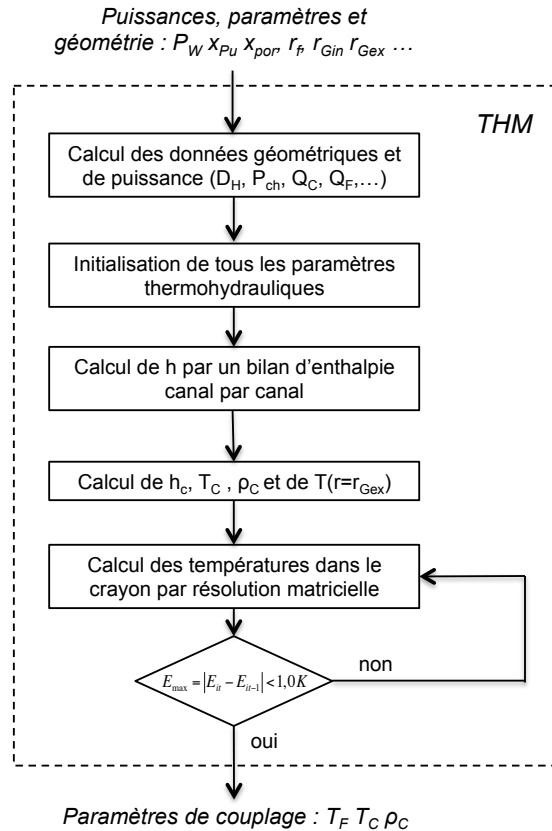 Puissances, paramètres et
géométrie : P_W x_Pu x_por, r_f, r_Gin r_Gex …
THM
Calcul des données géométriques et
de puissance (D_H, P_ch, Q_C, Q_F,…)
Initialisation de tous les paramètres
thermohydrauliques
Calcul de h par un bilan d’enthalpie
canal par canal
Calcul de h_c, T_C , ρ_C et de T(r=r_Gex)
Calcul des températures dans le
crayon par résolution matricielle
E_max = |E_it − E_it−1| < 1,0K
non
oui
Paramètres de couplage : T_F T_C ρ_C